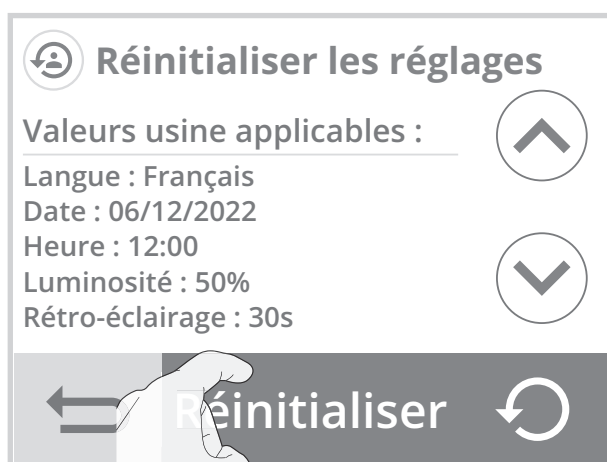 Réinitialiser les réglages
Valeurs usine applicables :
Langue : Français
Date : 06/12/2022
Heure : 12:00
Luminosité : 50%
Rétro-éclairage : 30s
Réinitialiser